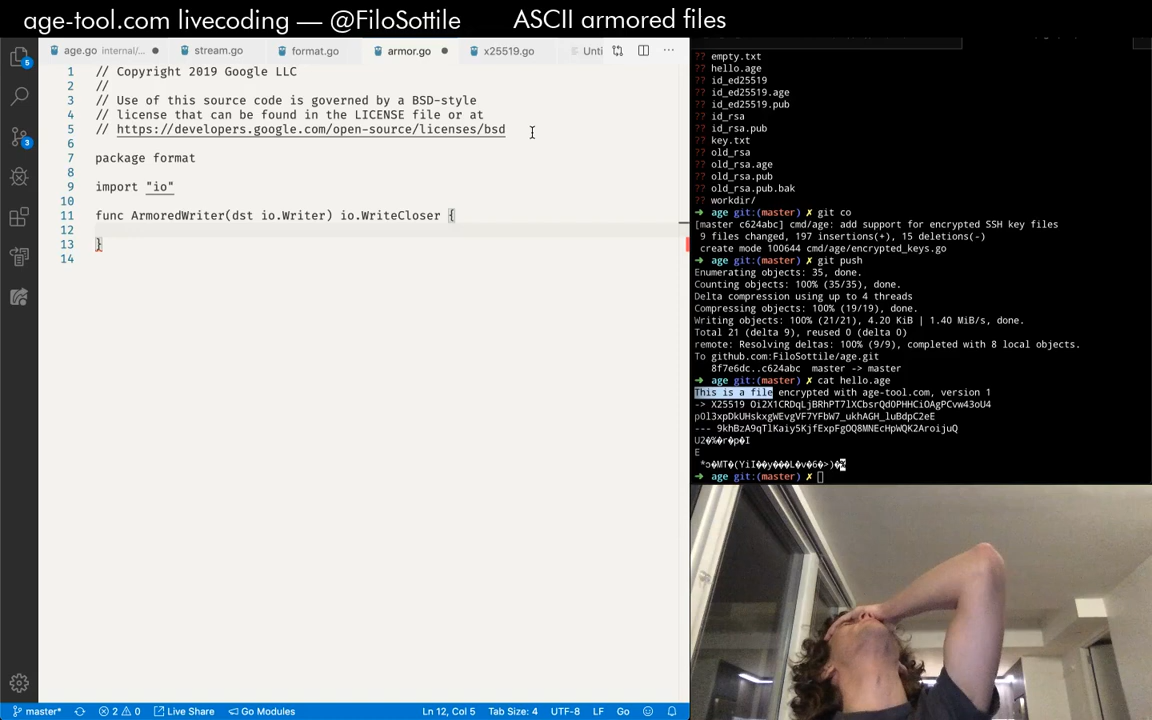 age-tool.com livecoding — @FiloSottile
ASCII armored files
age.go internal/...
stream.go
format.go
armor.go
x25519.go
Unti
1 // Copyright 2019 Google LLC
2 //
3 // Use of this source code is governed by a BSD-style
4 // license that can be found in the LICENSE file or at
5 // https://developers.google.com/open-source/licenses/bsd
6
7 package format
8
9 import "io"
10
11 func ArmoredWriter(dst io.Writer) io.WriteCloser {
12
13 }
14
5
3
?? empty.txt
?? hello.age
?? id_ed25519
?? id_ed25519.age
?? id_ed25519.pub
?? id_rsa
?? id_rsa.pub
?? key.txt
?? old_rsa
?? old_rsa.age
?? old_rsa.pub
?? old_rsa.pub.bak
?? workdir/
➜ age git:(master) ✗ git co
[master c624abc] cmd/age: add support for encrypted SSH key files
9 files changed, 197 insertions(+), 15 deletions(-)
create mode 100644 cmd/age/encrypted_keys.go
➜ age git:(master) ✗ git push
Enumerating objects: 35, done.
Counting objects: 100% (35/35), done.
Delta compression using up to 4 threads
Compressing objects: 100% (19/19), done.
Writing objects: 100% (21/21), 4.20 KiB | 1.40 MiB/s, done.
Total 21 (delta 9), reused 0 (delta 0)
remote: Resolving deltas: 100% (9/9), completed with 8 local objects.
To github.com:FiloSottile/age.git
8f7e6dc..c624abc master -> master
➜ age git:(master) ✗ cat hello.age
This is a file encrypted with age-tool.com, version 1
-> X25519 Oi2X1CRDqLjBRhPT7lXCbsrQd0PHHCiOAgPCvw43oU4
pOl3xpDkUHskxgWEvgVF7YFbW7_ukhAGH_luBdpC2eE
--- 9khBzA9qTlKaiy5KjfExpFgOQ8MNEcHpWQK2AroijuQ
U2�%�r�p�I
E
➜ age git:(master) ✗
master*
2
0
Live Share
Go Modules
Ln 12, Col 5
Tab Size: 4
UTF-8
LF
Go